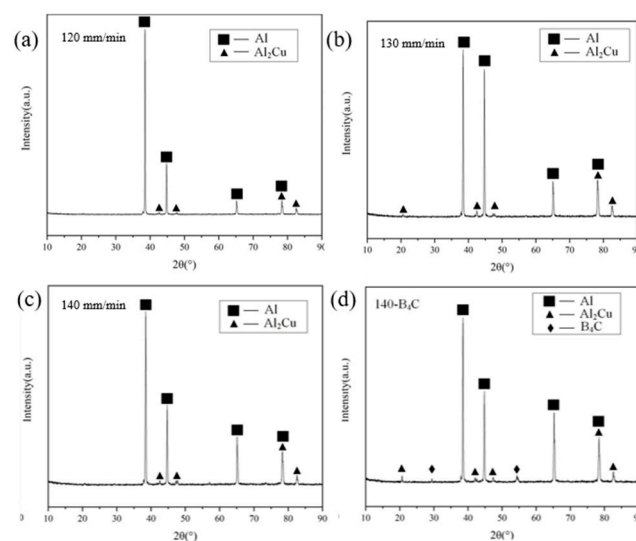 (a)
120 mm/min
■ — Al
▲ — Al₂Cu
Intensity(a.u.)
10 20 30 40 50 60 70 80 90
2θ(°)
(b)
130 mm/min
■ — Al
▲ — Al₂Cu
Intensity(a.u.)
10 20 30 40 50 60 70 80 90
2θ(°)
(c)
140 mm/min
■ — Al
▲ — Al₂Cu
Intensity(a.u.)
10 20 30 40 50 60 70 80 90
2θ(°)
(d)
140-B₄C
■ — Al
▲ — Al₂Cu
♦ — B₄C
Intensity(a.u.)
10 20 30 40 50 60 70 80 90
2θ(°)